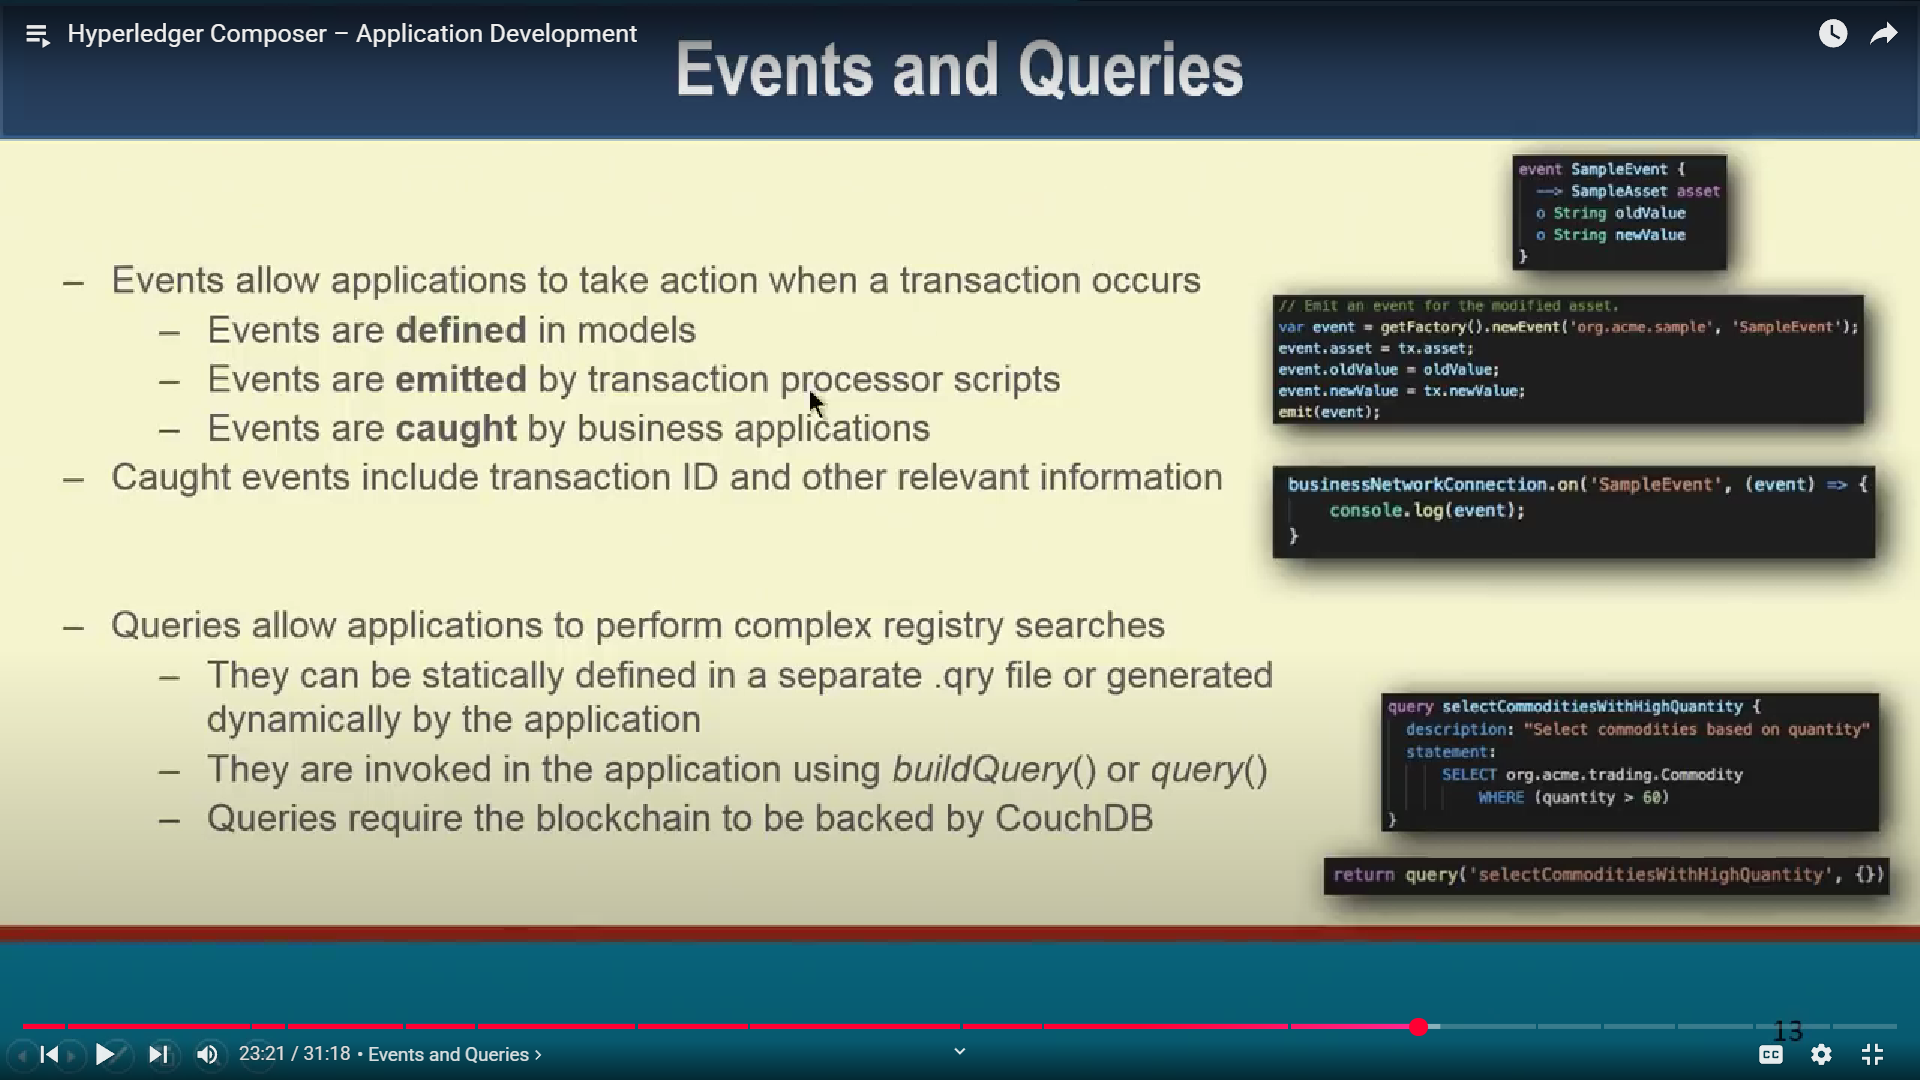 Hyperledger Composer – Application Development
Events and Queries
– Events allow applications to take action when a transaction occurs
– Events are defined in models
– Events are emitted by transaction processor scripts
– Events are caught by business applications
– Caught events include transaction ID and other relevant information
– Queries allow applications to perform complex registry searches
– They can be statically defined in a separate .qry file or generated
dynamically by the application
– They are invoked in the application using buildQuery() or query()
– Queries require the blockchain to be backed by CouchDB
event SampleEvent {
--> SampleAsset asset
o String oldValue
o String newValue
}
// Emit an event for the modified asset.
var event = getFactory().newEvent('org.acme.sample', 'SampleEvent');
event.asset = tx.asset;
event.oldValue = oldValue;
event.newValue = tx.newValue;
emit(event);
businessNetworkConnection.on('SampleEvent', (event) => {
console.log(event);
}
query selectCommoditiesWithHighQuantity {
description: "Select commodities based on quantity"
statement:
SELECT org.acme.trading.Commodity
WHERE (quantity > 60)
}
return query('selectCommoditiesWithHighQuantity', {})
13
23:21 / 31:18 • Events and Queries ›
CC